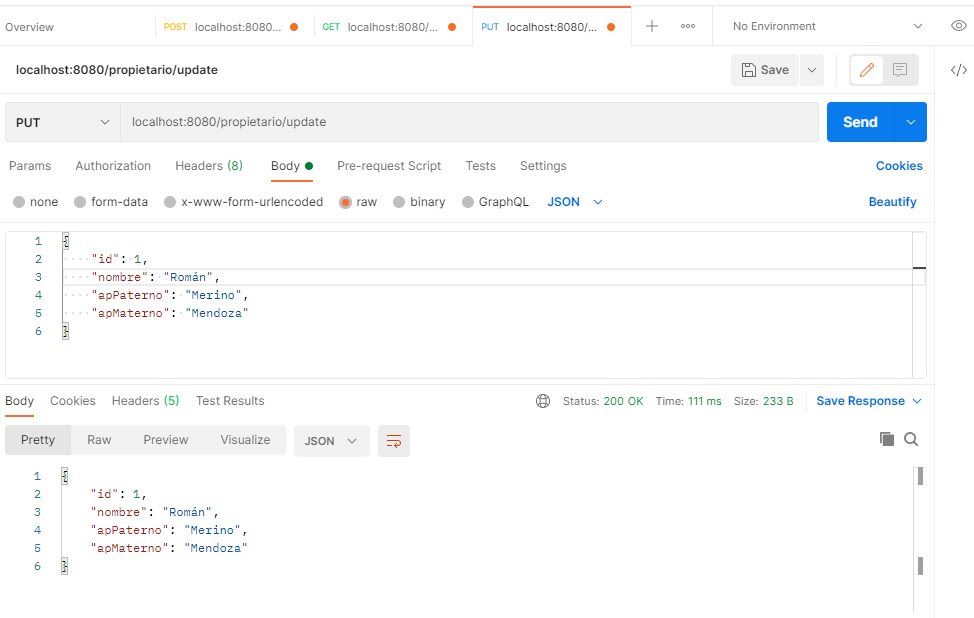 Overview POST localhost:8080... GET localhost:8080/... PUT localhost:8080/... No Environment
localhost:8080/propietario/update Save </>
PUT localhost:8080/propietario/update Send
Params Authorization Headers (8) Body Pre-request Script Tests Settings Cookies
none form-data x-www-form-urlencoded raw binary GraphQL JSON Beautify
1 {
2 "id": 1,
3 "nombre": "Román",
4 "apPaterno": "Merino",
5 "apMaterno": "Mendoza"
6 }
Body Cookies Headers (5) Test Results Status: 200 OK Time: 111 ms Size: 233 B Save Response
Pretty Raw Preview Visualize JSON
1 {
2 "id": 1,
3 "nombre": "Román",
4 "apPaterno": "Merino",
5 "apMaterno": "Mendoza"
6 }